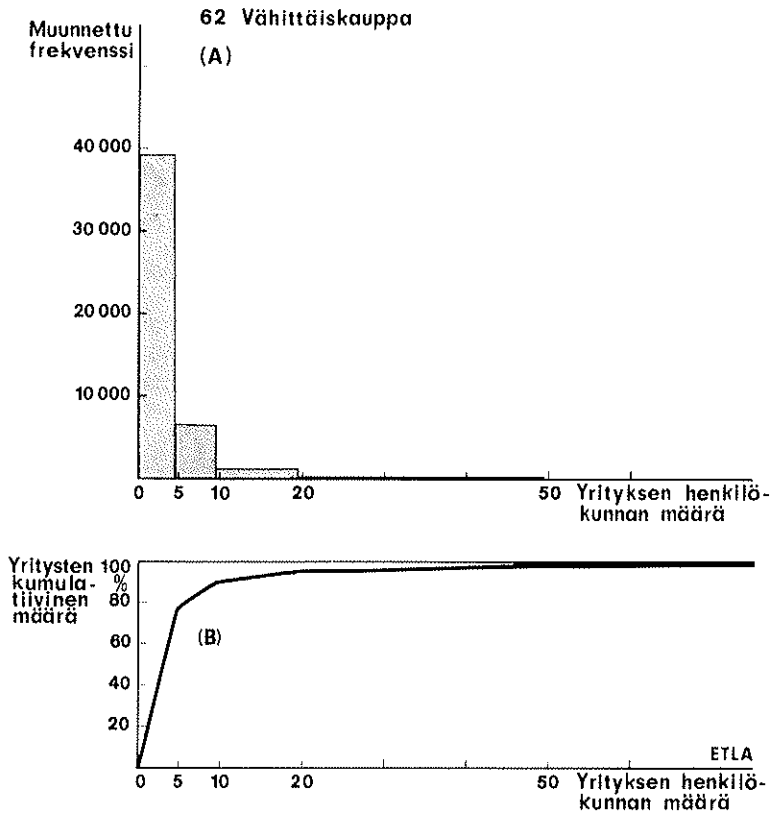 62 Vähittäiskauppa
Muunnettu
frekvenssi
(A)
40 000
30 000
20 000
10 000
0 5 10 20 50
Yrityksen henkilö-
kunnan määrä
Yritysten
kumula-
tiivinen
määrä
100
%
80
60
40
20
(B)
ETLA
0 5 10 20 50
Yrityksen henkilö-
kunnan määrä